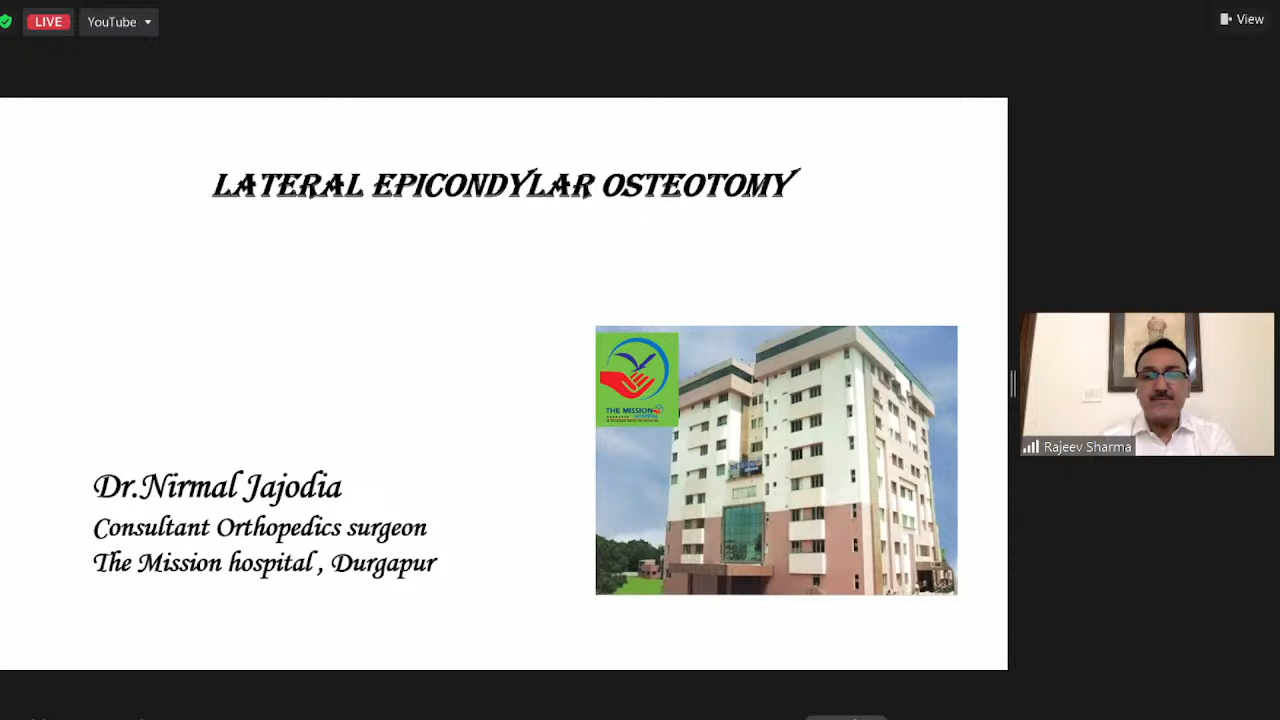 LIVE
YouTube
View
LATERAL EPICONDYLAR OSTEOTOMY
THE MISSION
HOSPITAL
Rajeev Sharma
Dr.Nirmal Jajodia
Consultant Orthopedics surgeon
The Mission hospital , Durgapur